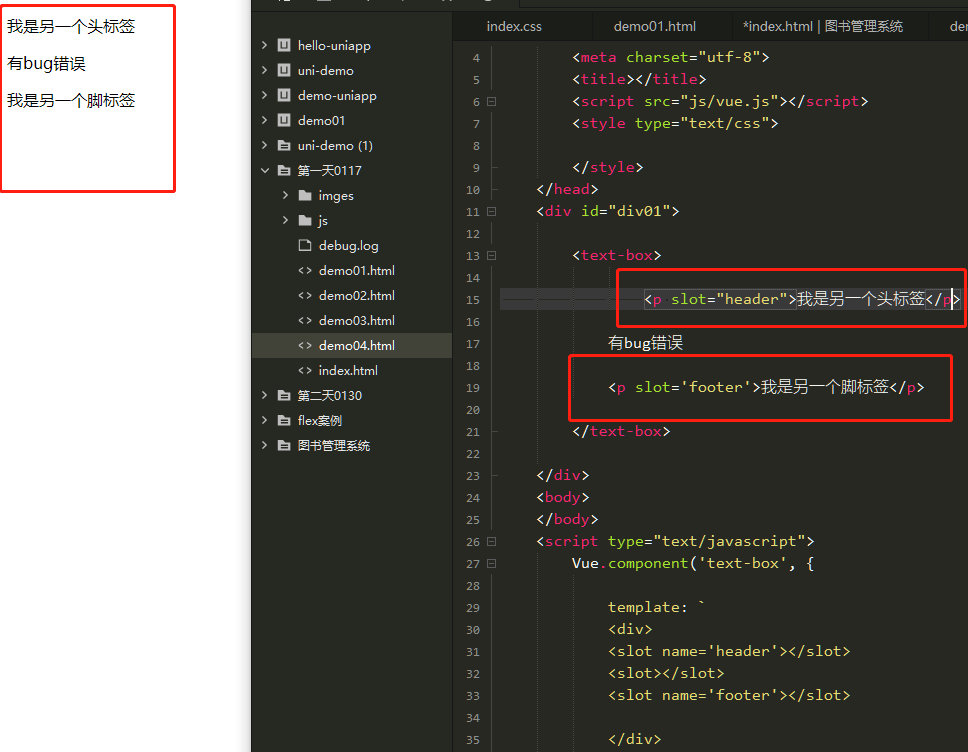 我是另一个头标签
有bug错误
我是另一个脚标签
hello-uniapp
uni-demo
demo-uniapp
demo01
uni-demo (1)
第一天0117
imges
js
debug.log
demo01.html
demo02.html
demo03.html
demo04.html
index.html
第二天0130
flex案例
图书管理系统
index.css
demo01.html
*index.html | 图书管理系统
de
4 <meta charset="utf-8">
5 <title></title>
6 <script src="js/vue.js"></script>
7 <style type="text/css">
8
9 </style>
10 </head>
11 <div id="div01">
12
13 <text-box>
14
15 <p slot="header">我是另一个头标签</p>
16
17 有bug错误
18
19 <p slot='footer'>我是另一个脚标签</p>
20
21 </text-box>
22
23 </div>
24 <body>
25 </body>
26 <script type="text/javascript">
27 Vue.component('text-box', {
28
29 template: `
30 <div>
31 <slot name='header'></slot>
32 <slot></slot>
33 <slot name='footer'></slot>
34
35 </div>